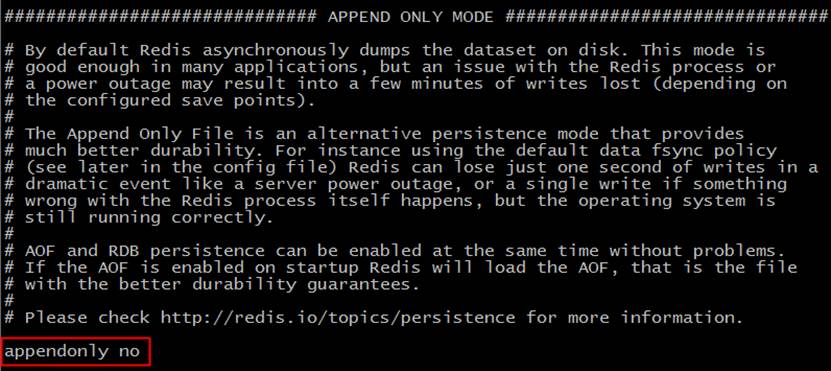 ############################## APPEND ONLY MODE ###############################
# By default Redis asynchronously dumps the dataset on disk. This mode is
# good enough in many applications, but an issue with the Redis process or
# a power outage may result into a few minutes of writes lost (depending on
# the configured save points).
#
# The Append Only File is an alternative persistence mode that provides
# much better durability. For instance using the default data fsync policy
# (see later in the config file) Redis can lose just one second of writes in a
# dramatic event like a server power outage, or a single write if something
# wrong with the Redis process itself happens, but the operating system is
# still running correctly.
#
# AOF and RDB persistence can be enabled at the same time without problems.
# If the AOF is enabled on startup Redis will load the AOF, that is the file
# with the better durability guarantees.
#
# Please check http://redis.io/topics/persistence for more information.
appendonly no